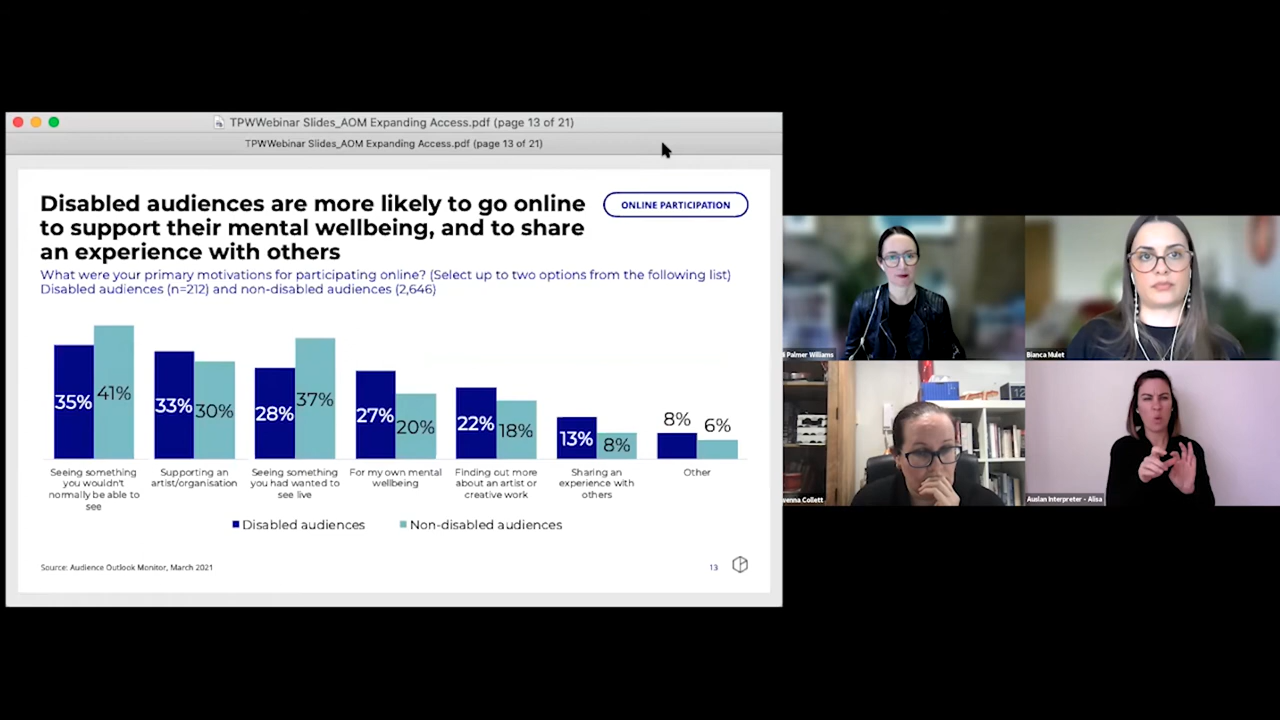 TPWWebinar Slides_AOM Expanding Access.pdf (page 13 of 21)
TPWWebinar Slides_AOM Expanding Access.pdf (page 13 of 21)
Disabled audiences are more likely to go online
to support their mental wellbeing, and to share
an experience with others
ONLINE PARTICIPATION
What were your primary motivations for participating online? (Select up to two options from the following list)
Disabled audiences (n=212) and non-disabled audiences (2,646)
35%
41%
33%
30%
28%
37%
27%
20%
22%
18%
13%
8%
8%
6%
Seeing something
you wouldn't
normally be able to
see
Supporting an
artist/organisation
Seeing something
you had wanted to
see live
For my own mental
wellbeing
Finding out more
about an artist or
creative work
Sharing an
experience with
others
Other
Disabled audiences
Non-disabled audiences
Source: Audience Outlook Monitor, March 2021
13
Palmer Williams
Bianca Mulet
Collett
Auslan Interpreter - Alisa